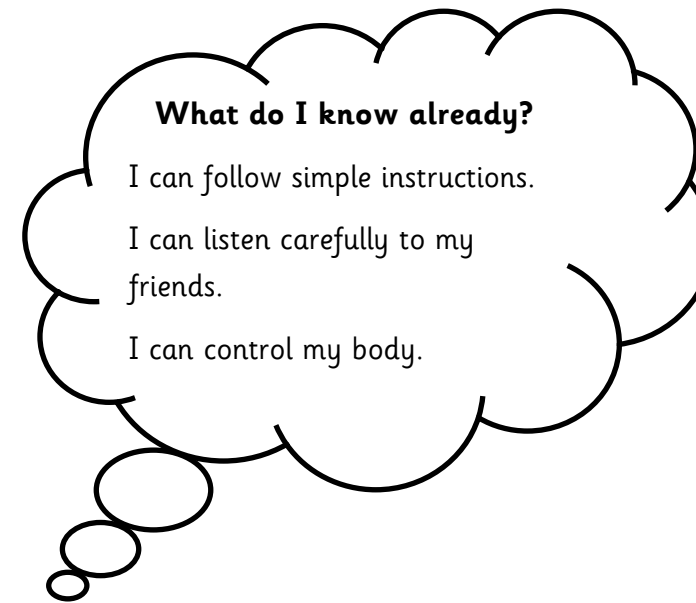 What do I know already?
I can follow simple instructions.
I can listen carefully to my
friends.
I can control my body.